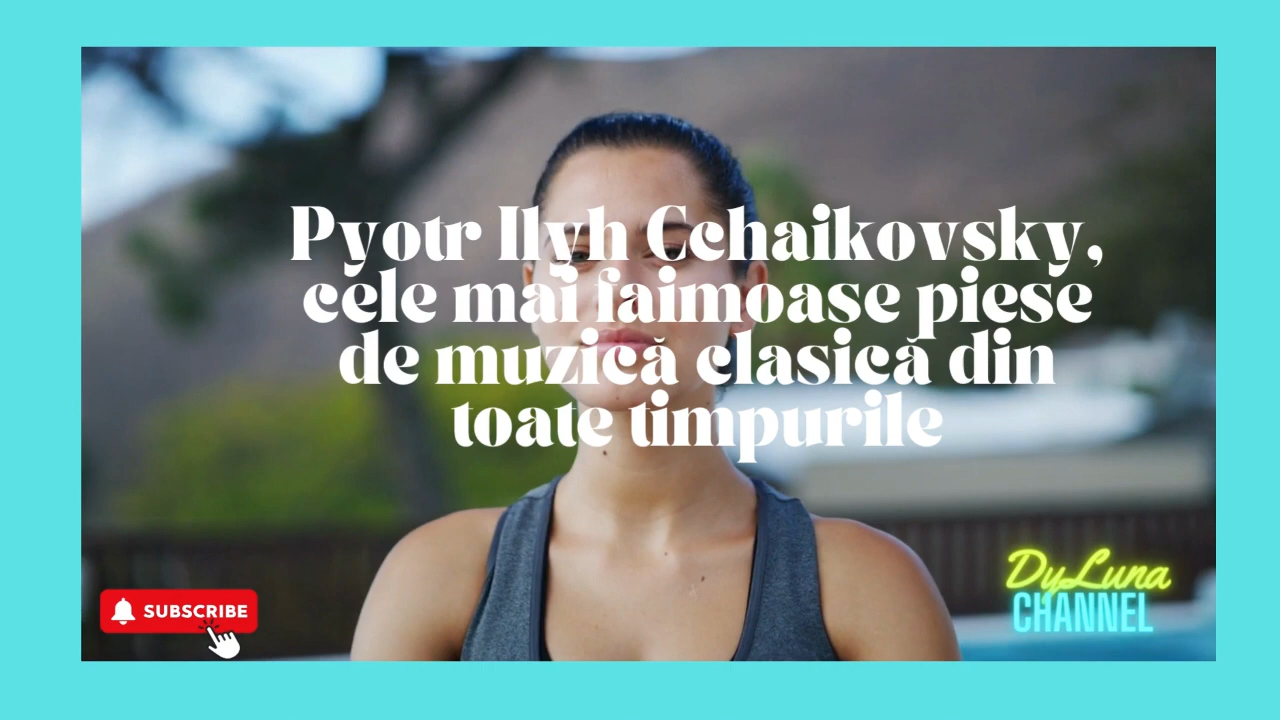 Pyotr Ilyh Cchaikovsky,
cele mai faimoase piese
de muzică clasică din
toate timpurile
SUBSCRIBE
DyLuna
CHANNEL